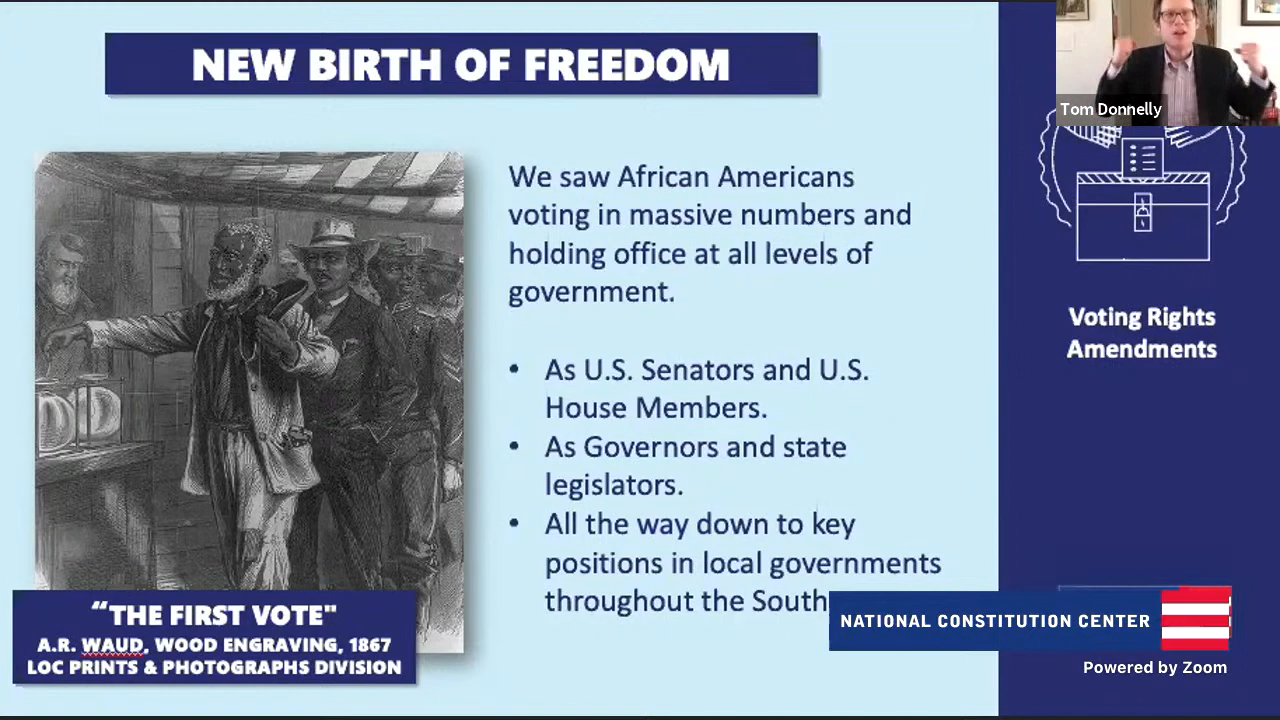 NEW BIRTH OF FREEDOM
Tom Donnelly
We saw African Americans
voting in massive numbers and
holding office at all levels of
government.
• As U.S. Senators and U.S.
House Members.
• As Governors and state
legislators.
• All the way down to key
positions in local governments
throughout the South
Voting Rights
Amendments
“THE FIRST VOTE"
A.R. WAUD, WOOD ENGRAVING, 1867
LOC PRINTS & PHOTOGRAPHS DIVISION
NATIONAL CONSTITUTION CENTER
Powered by Zoom